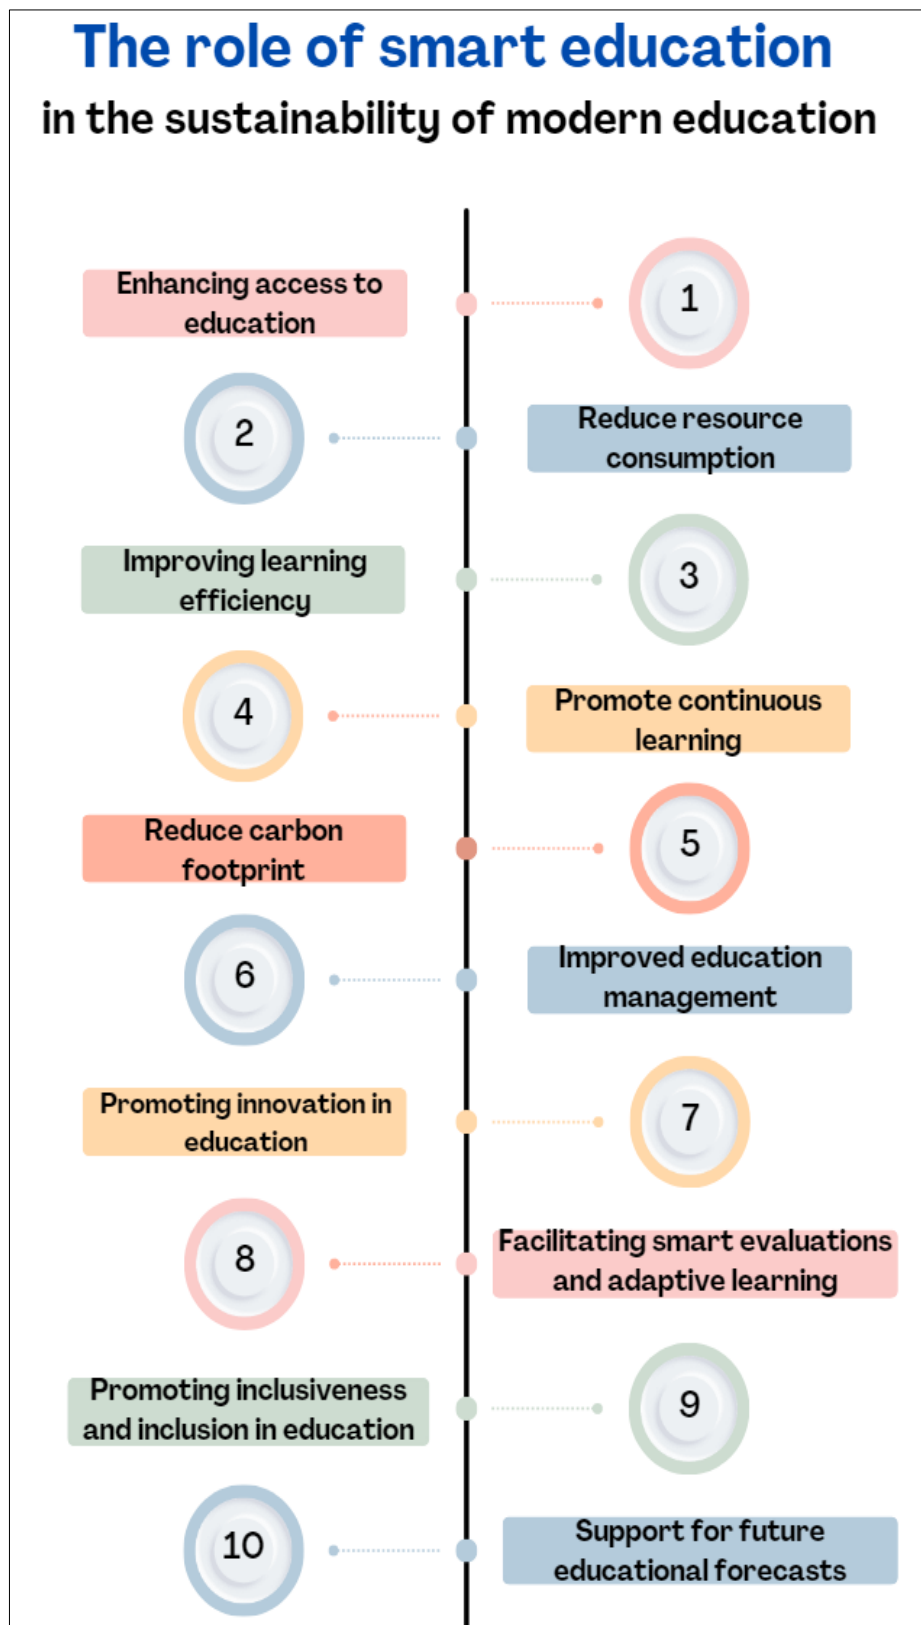 The role of smart education
in the sustainability of modern education
Enhancing access to
education
1
2
Reduce resource
consumption
Improving learning
efficiency
3
4
Promote continuous
learning
Reduce carbon
footprint
5
6
Improved education
management
Promoting innovation in
education
7
8
Facilitating smart evaluations
and adaptive learning
Promoting inclusiveness
and inclusion in education
9
10
Support for future
educational forecasts